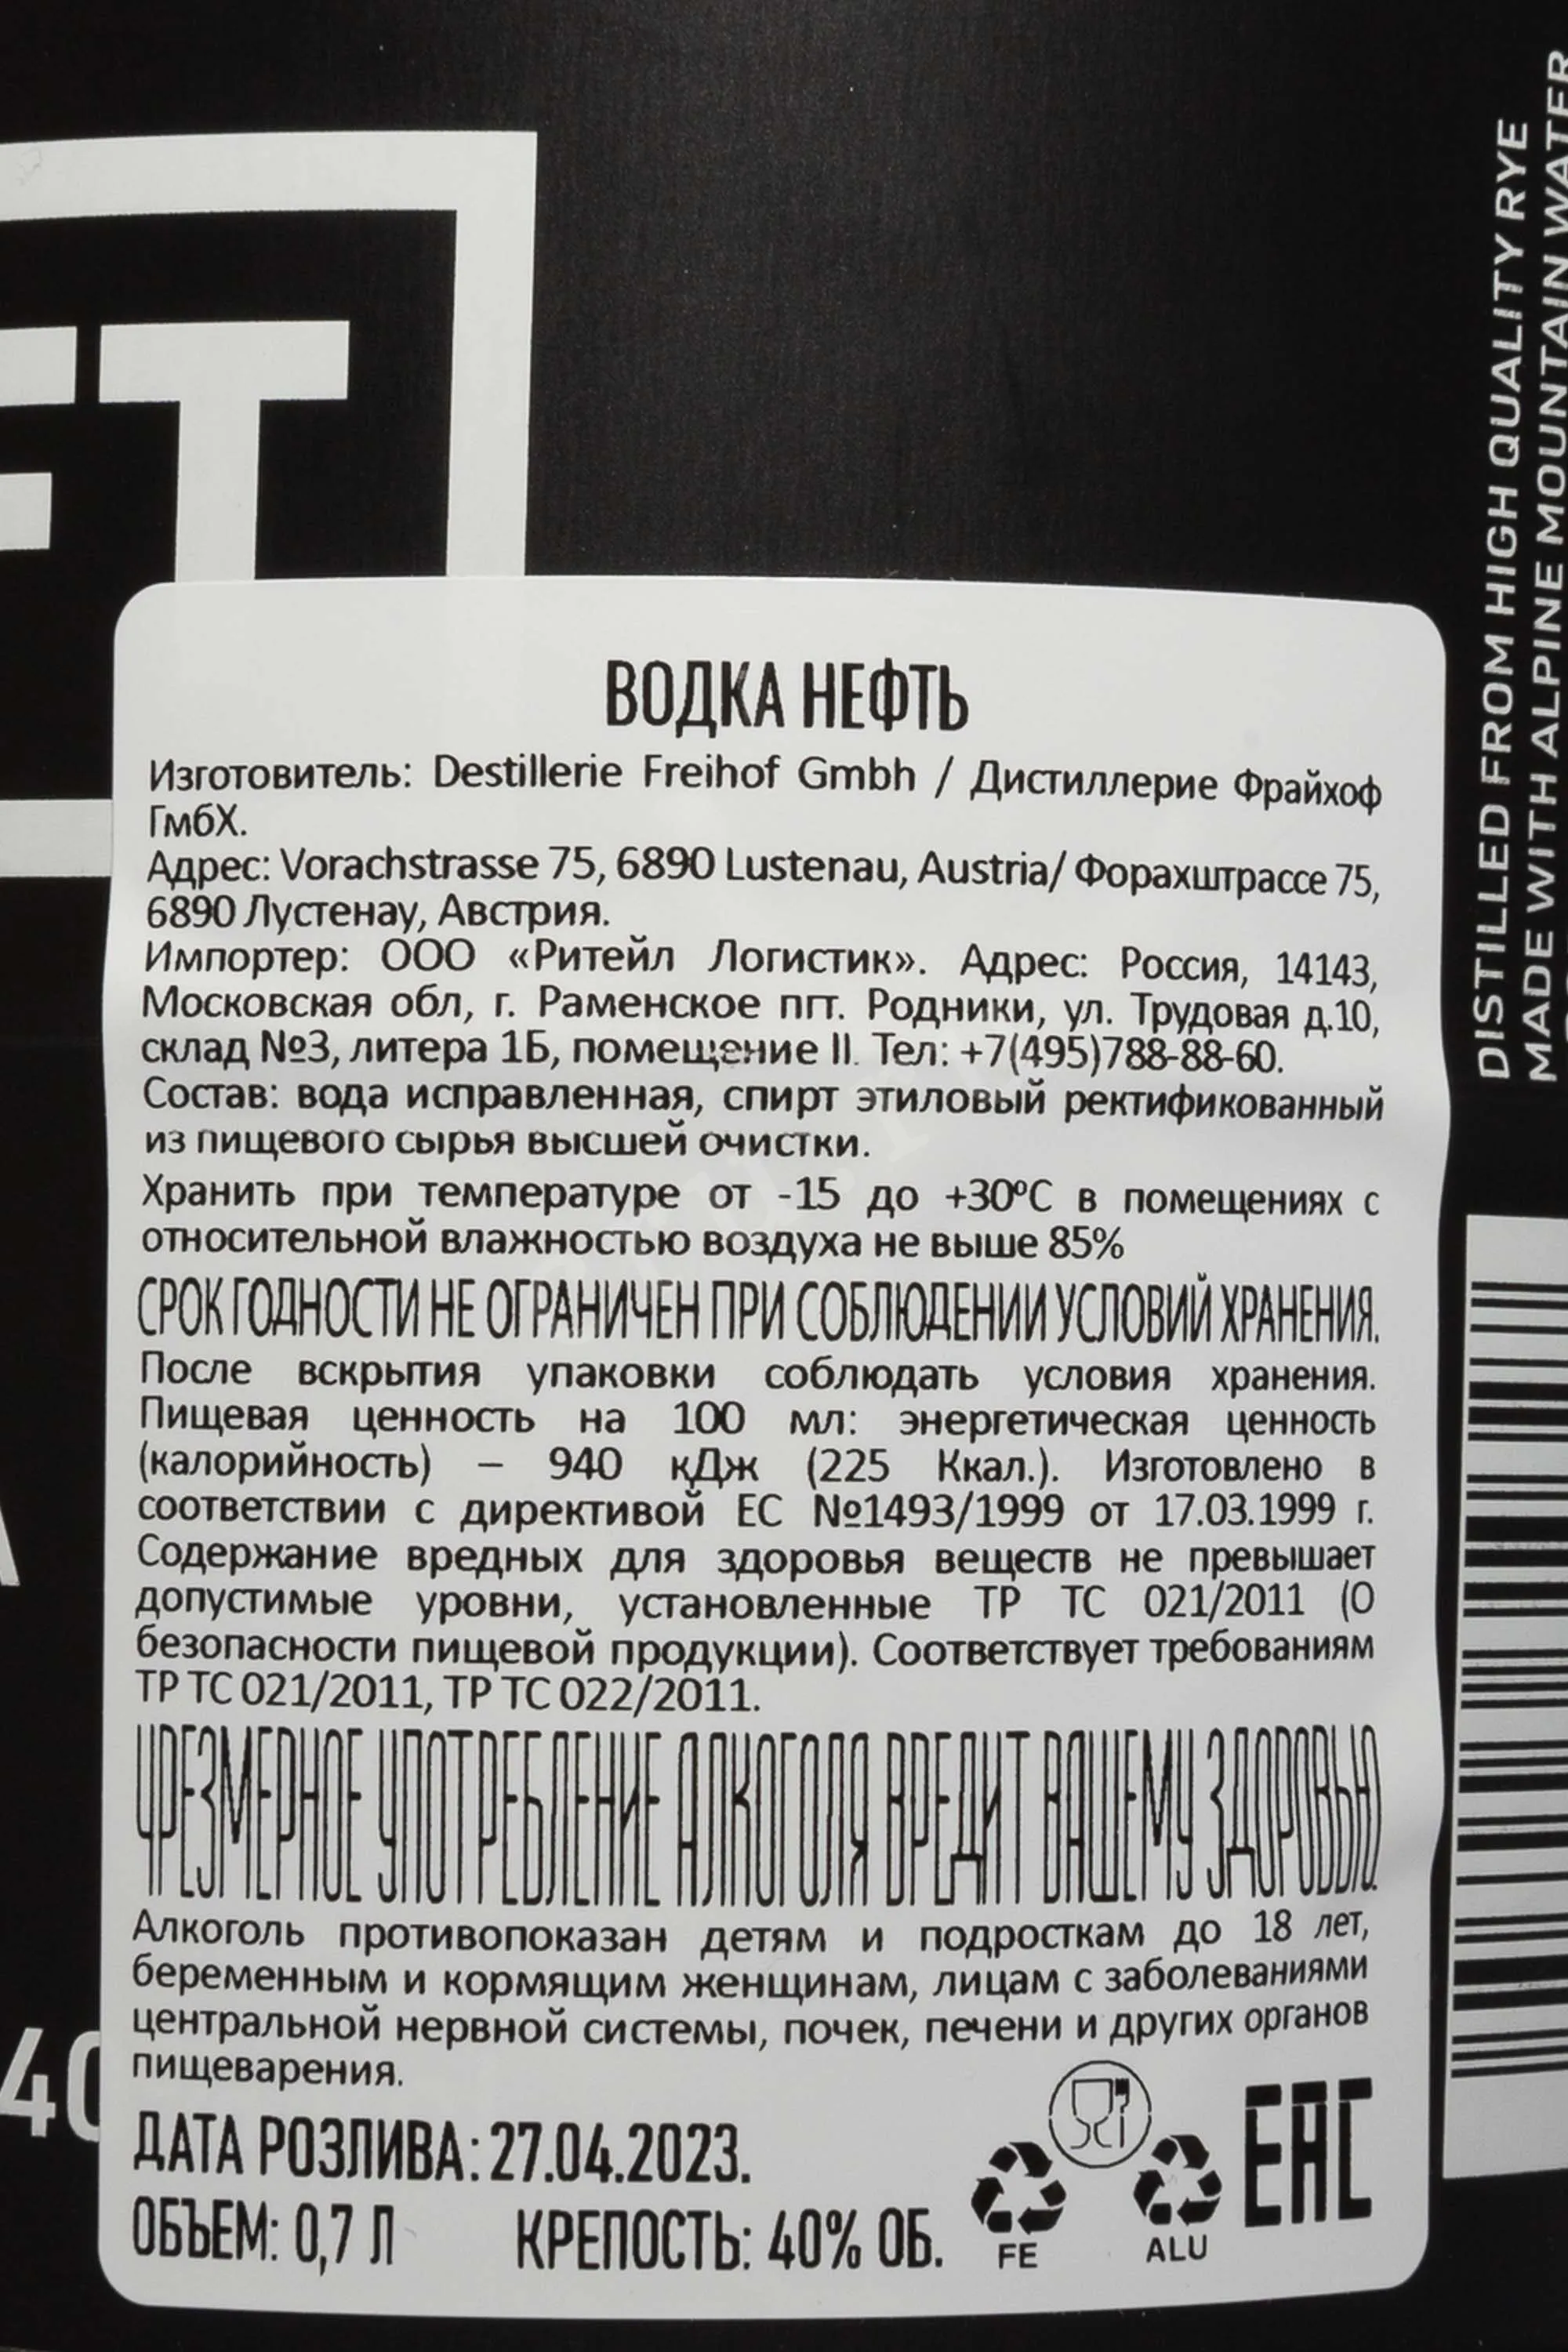 FT
ВОДКА НЕФТЬ
Изготовитель: Destillerie Freihof Gmbh / Дистиллерие Фрайхоф
ГмбХ.
Адрес: Vorachstrasse 75, 6890 Lustenau, Austria/ Форахштрассе 75,
6890 Лустенау, Австрия.
Импортер: ООО «Ритейл Логистик». Адрес: Россия, 14143,
Московская обл, г. Раменское пгт. Родники, ул. Трудовая д.10,
склад №3, литера 1Б, помещение II. Тел: +7(495)788-88-60.
Состав: вода исправленная, спирт этиловый ректификованный
из пищевого сырья высшей очистки.
Хранить при температуре от -15 до +30ºС в помещениях с
относительной влажностью воздуха не выше 85%
СРОК ГОДНОСТИ НЕ ОГРАНИЧЕН ПРИ СОБЛЮДЕНИИ УСЛОВИЙ ХРАНЕНИЯ.
После вскрытия упаковки соблюдать условия хранения.
Пищевая ценность на 100 мл: энергетическая ценность
(калорийность) – 940 кДж (225 Ккал.). Изготовлено в
соответствии с директивой ЕС №1493/1999 от 17.03.1999 г.
Содержание вредных для здоровья веществ не превышает
допустимые уровни, установленные ТР ТС 021/2011 (О
безопасности пищевой продукции). Соответствует требованиям
ТР ТС 021/2011, ТР ТС 022/2011.
ЧРЕЗМЕРНОЕ УПОТРЕБЛЕНИЕ АЛКОГОЛЯ ВРЕДИТ ВАШЕМУ ЗДОРОВЬЮ.
Алкоголь противопоказан детям и подросткам до 18 лет,
беременным и кормящим женщинам, лицам с заболеваниями
центральной нервной системы, почек, печени и других органов
пищеварения.
ДАТА РОЗЛИВА: 27.04.2023.
ОБЪЕМ: 0,7 Л КРЕПОСТЬ: 40% ОБ.
FE
ALU
EAC
40
DISTILLED FROM HIGH QUALITY RYE
MADE WITH ALPINE MOUNTAIN WATER